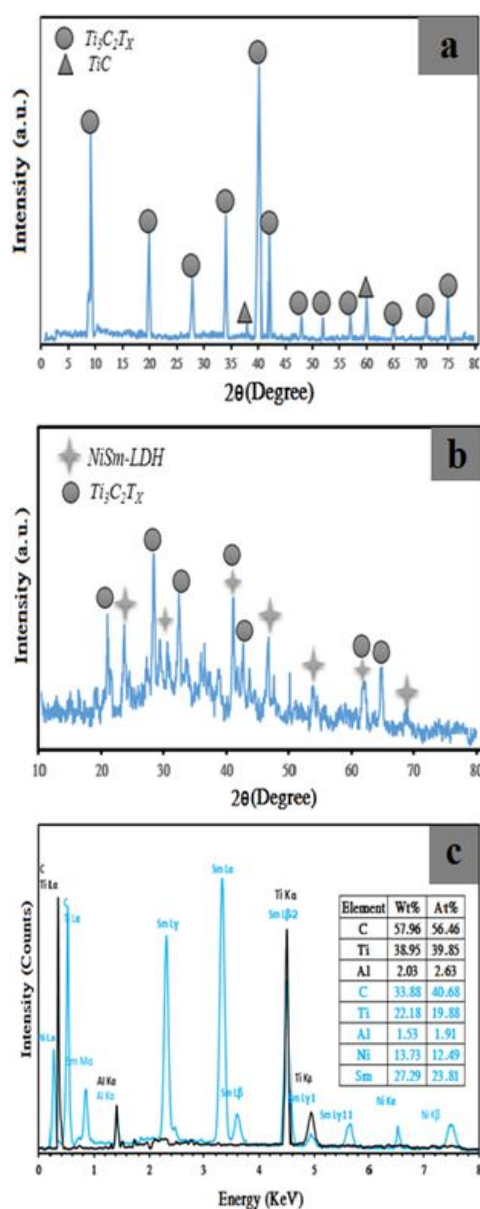 a
Ti₃C₂Tₓ
TiC
Intensity (a.u.)
0 5 10 15 20 25 30 35 40 45 50 55 60 65 70 75 80
2θ(Degree)
b
NiSm-LDH
Ti₃C₂Tₓ
Intensity (a.u.)
10 20 30 40 50 60 70 80
2θ(Degree)
c
C
Ti Lα
C
Ti Lα
Ni Lα
Sm Mα
Al Kα
Al Kα
Sm Lγ
Sm Lα
Sm Lβ
Ti Kα
Sm Lβ2
Ti Kβ
Sm Lγ1
Sm Lγ11
Ni Kα
Ni Kβ
Element Wt% At%
C 57.96 56.46
Ti 38.95 39.85
Al 2.03 2.63
C 33.88 40.68
Ti 22.18 19.88
Al 1.53 1.91
Ni 13.73 12.49
Sm 27.29 23.81
Intensity (Counts)
0 1 2 3 4 5 6 7 8
Energy (KeV)